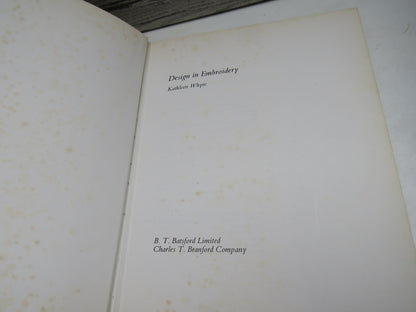 Design in Embroidery
Kathleen Whyte
B. T. Batsford Limited
Charles T. Branford Company